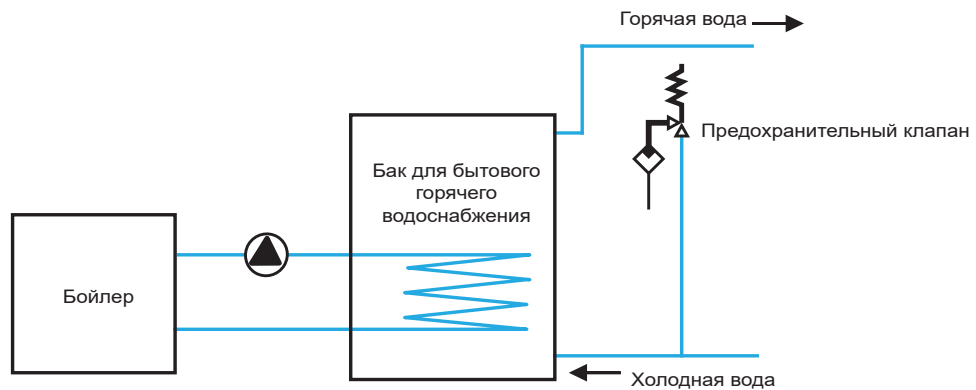 Горячая вода
Предохранительный клапан
Бак для бытового
горячего
водоснабжения
Бойлер
Холодная вода